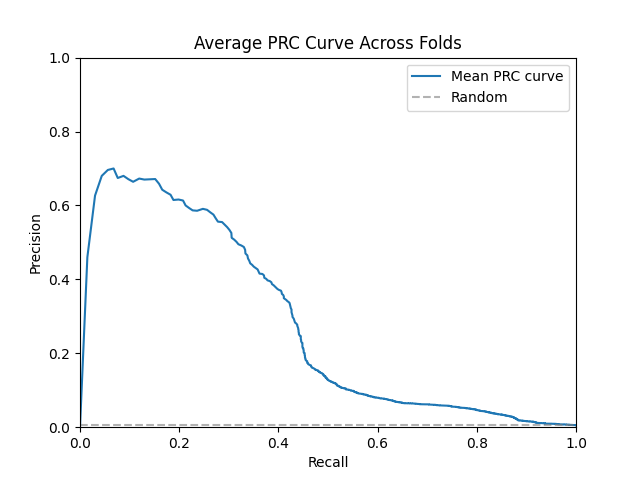 Average PRC Curve Across Folds
Precision
1.0
0.8
0.6
0.4
0.2
0.0
Mean PRC curve
Random
0.0 0.2 0.4 0.6 0.8 1.0
Recall